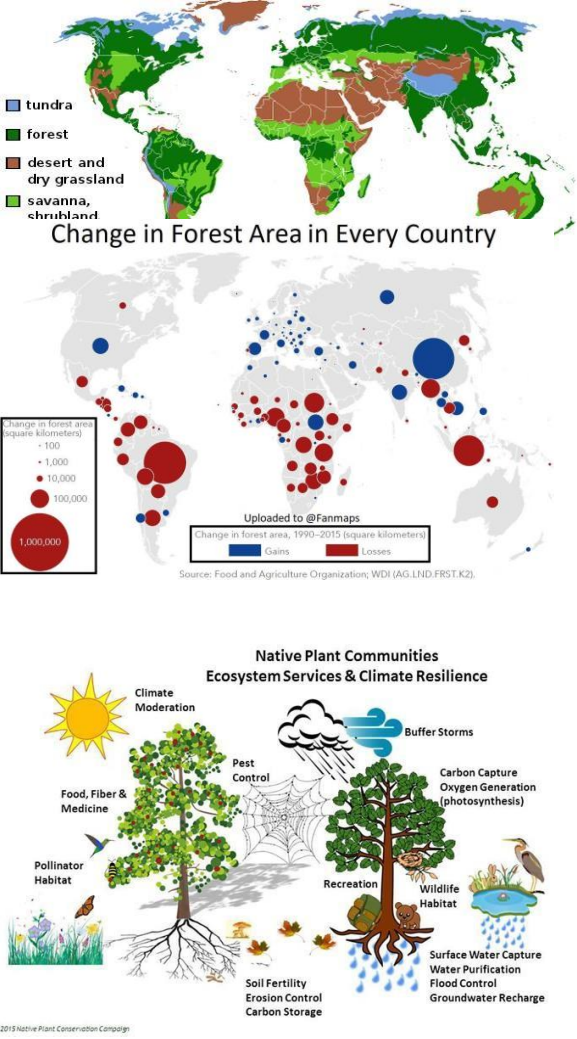 tundra
forest
desert and
dry grassland
savanna,
shrubland
Change in Forest Area in Every Country
Change in forest area
(square kilometers)
100
1,000
10,000
100,000
1,000,000
Uploaded to @Fanmaps
Change in forest area, 1990–2015 (square kilometers)
Gains
Losses
Source: Food and Agriculture Organization; WDI (AG.LND.FRST.K2).
Native Plant Communities
Ecosystem Services & Climate Resilience
Climate
Moderation
Buffer Storms
Pest
Control
Carbon Capture
Oxygen Generation
(photosynthesis)
Food, Fiber &
Medicine
Pollinator
Habitat
Recreation
Wildlife
Habitat
Surface Water Capture
Water Purification
Flood Control
Groundwater Recharge
Soil Fertility
Erosion Control
Carbon Storage
2015 Native Plant Conservation Campaign